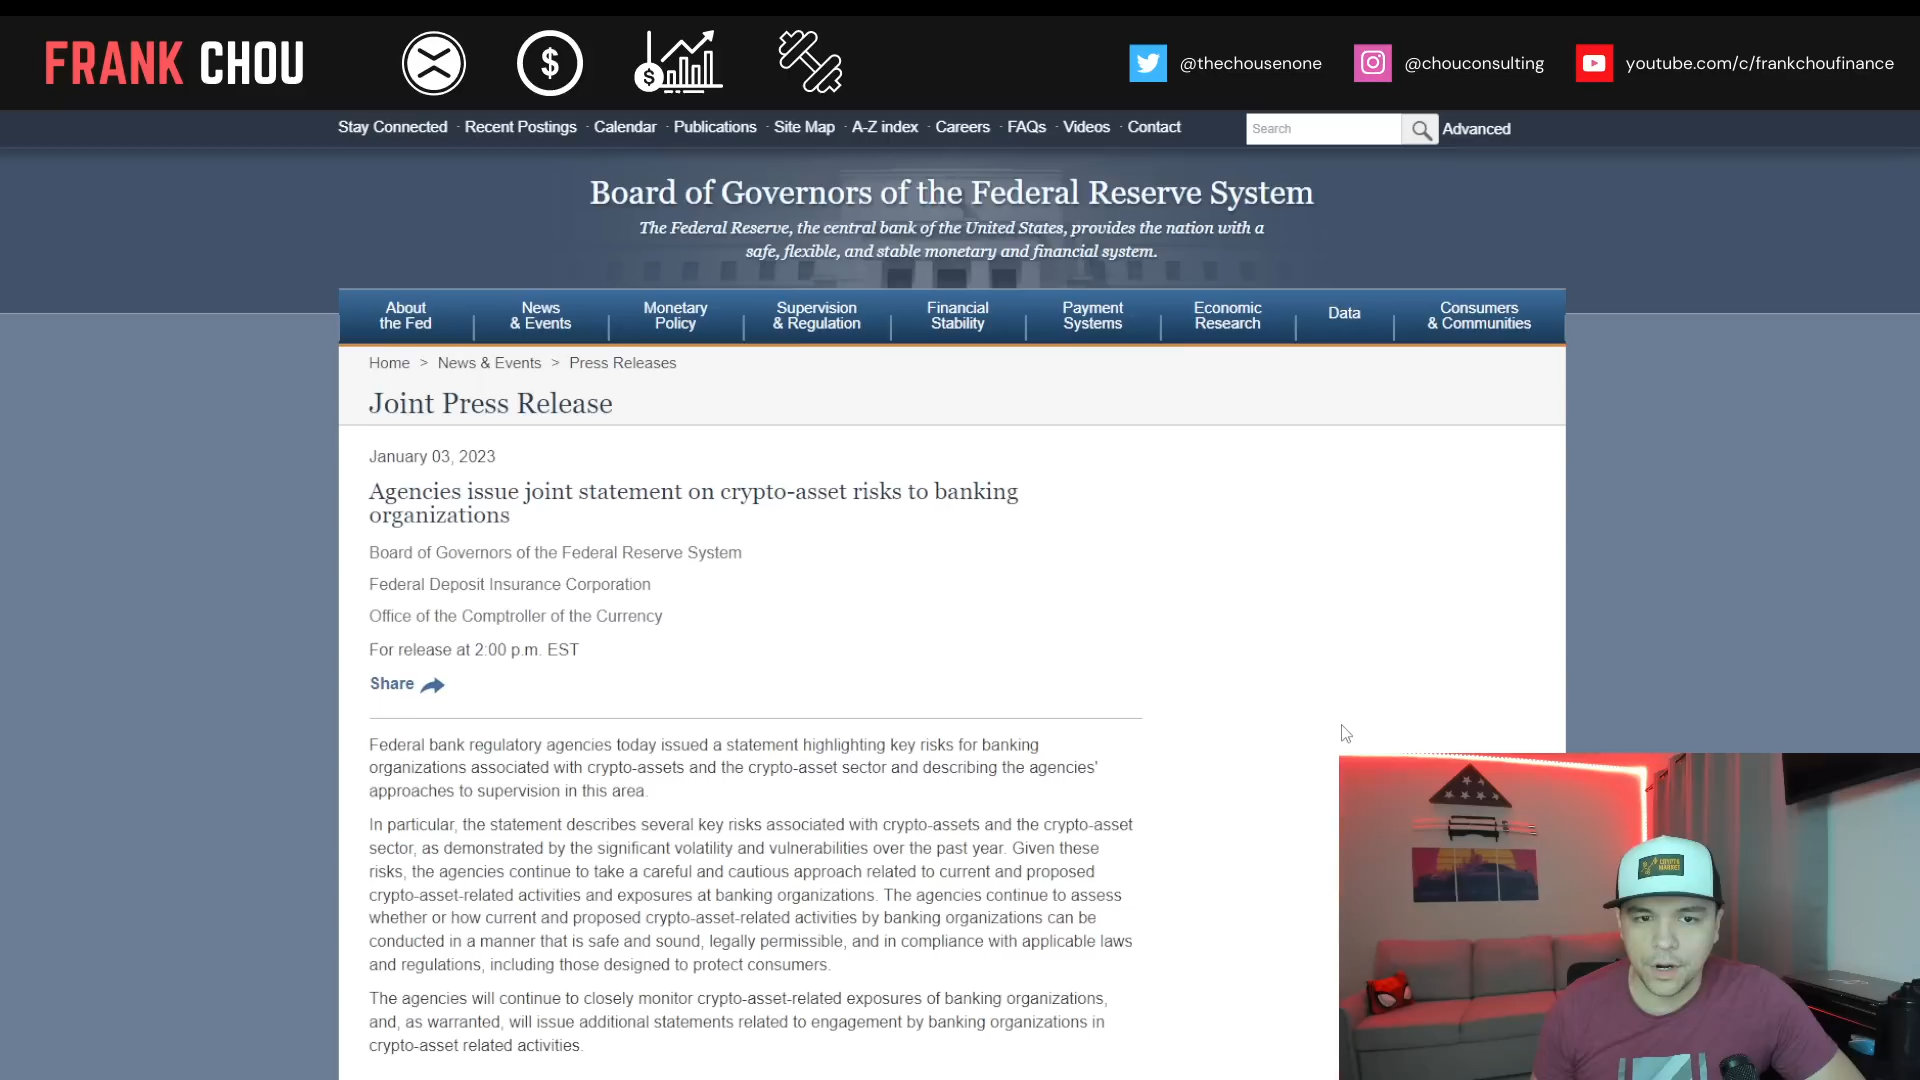 FRANK CHOU
@thechousenone
@chouconsulting
youtube.com/c/frankchoufinance
Stay Connected · Recent Postings · Calendar · Publications · Site Map · A-Z index · Careers · FAQs · Videos · Contact
Search
Advanced
Board of Governors of the Federal Reserve System
The Federal Reserve, the central bank of the United States, provides the nation with a
safe, flexible, and stable monetary and financial system.
About
the Fed
News
& Events
Monetary
Policy
Supervision
& Regulation
Financial
Stability
Payment
Systems
Economic
Research
Data
Consumers
& Communities
Home > News & Events > Press Releases
Joint Press Release
January 03, 2023
Agencies issue joint statement on crypto-asset risks to banking
organizations
Board of Governors of the Federal Reserve System
Federal Deposit Insurance Corporation
Office of the Comptroller of the Currency
For release at 2:00 p.m. EST
Share
Federal bank regulatory agencies today issued a statement highlighting key risks for banking
organizations associated with crypto-assets and the crypto-asset sector and describing the agencies'
approaches to supervision in this area.
In particular, the statement describes several key risks associated with crypto-assets and the crypto-asset
sector, as demonstrated by the significant volatility and vulnerabilities over the past year. Given these
risks, the agencies continue to take a careful and cautious approach related to current and proposed
crypto-asset-related activities and exposures at banking organizations. The agencies continue to assess
whether or how current and proposed crypto-asset-related activities by banking organizations can be
conducted in a manner that is safe and sound, legally permissible, and in compliance with applicable laws
and regulations, including those designed to protect consumers.
The agencies will continue to closely monitor crypto-asset-related exposures of banking organizations,
and, as warranted, will issue additional statements related to engagement by banking organizations in
crypto-asset related activities.